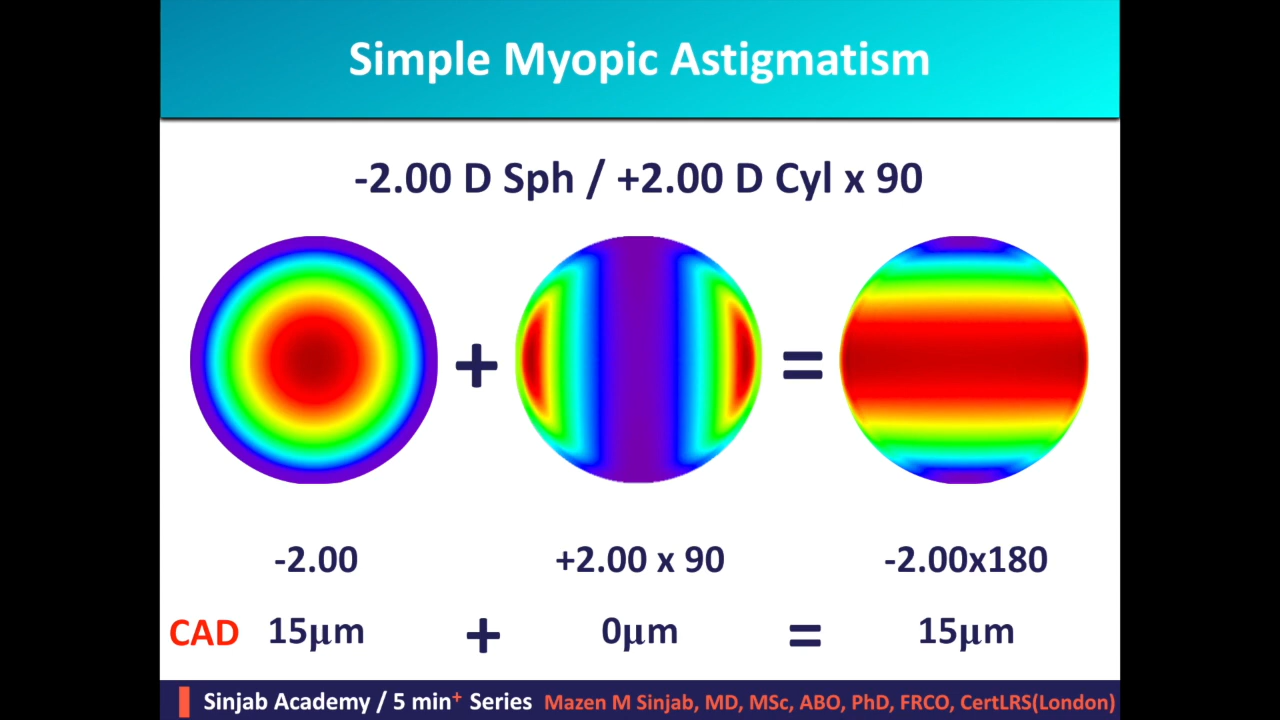 Simple Myopic Astigmatism
-2.00 D Sph / +2.00 D Cyl x 90
+ =
-2.00 +2.00 x 90 -2.00x180
CAD 15µm + 0µm = 15µm
Sinjab Academy / 5 min⁺ Series Mazen M Sinjab, MD, MSc, ABO, PhD, FRCO, CertLRS(London)